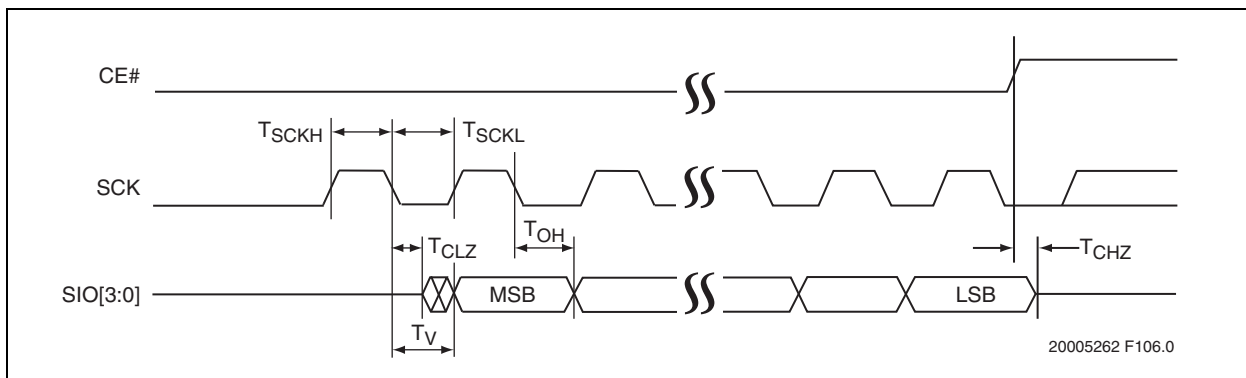 CE#
TSCKH
TSCKL
SCK
TOH
TCLZ
TCHZ
SIO[3:0]
MSB
LSB
TV
20005262 F106.0